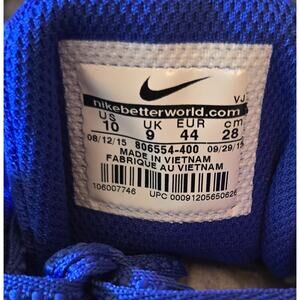 VJ
nikebetterworld.com
US UK EUR cm
10 9 44 28
08/12/15 806554-400 09/29/15
MADE IN VIETNAM
FABRIQUE AU VIETNAM
106007746
UPC 00091205650626